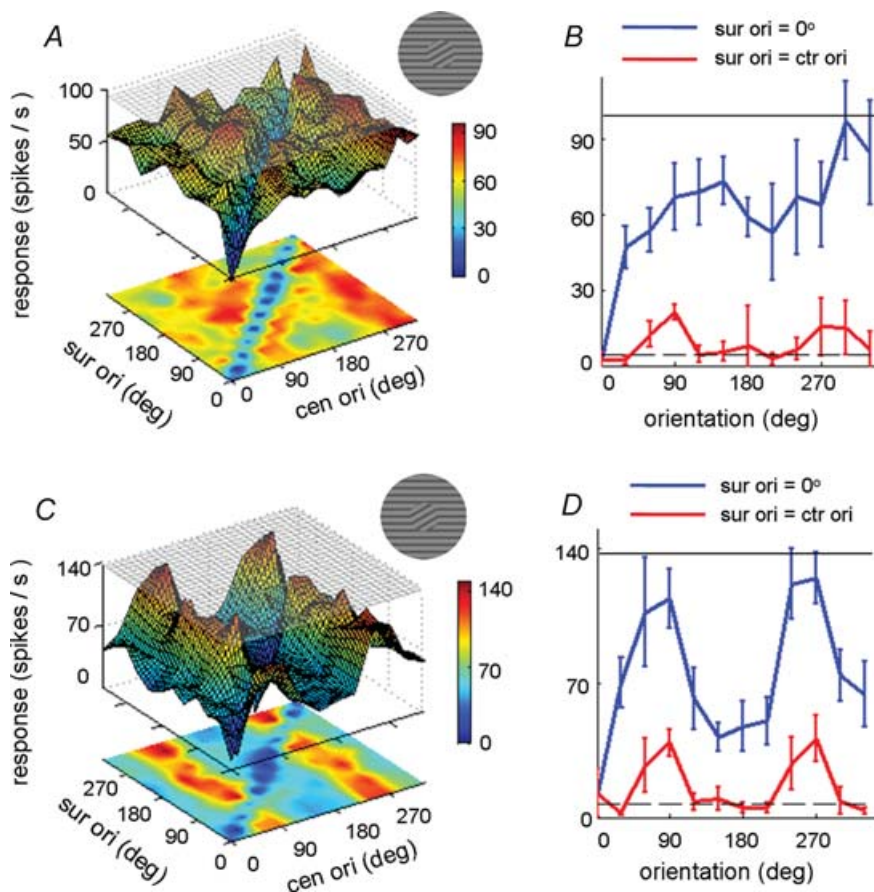 A
B
sur ori = 0°
sur ori = ctr ori
response (spikes / s)
100
50
0
90
60
30
0
270
180
90
0
sur ori (deg)
0
90
180
270
cen ori (deg)
90
60
30
0
0
90
180
270
orientation (deg)
C
D
sur ori = 0°
sur ori = ctr ori
response (spikes / s)
140
70
0
140
70
0
270
180
90
0
sur ori (deg)
0
90
180
270
cen ori (deg)
140
70
0
0
90
180
270
orientation (deg)